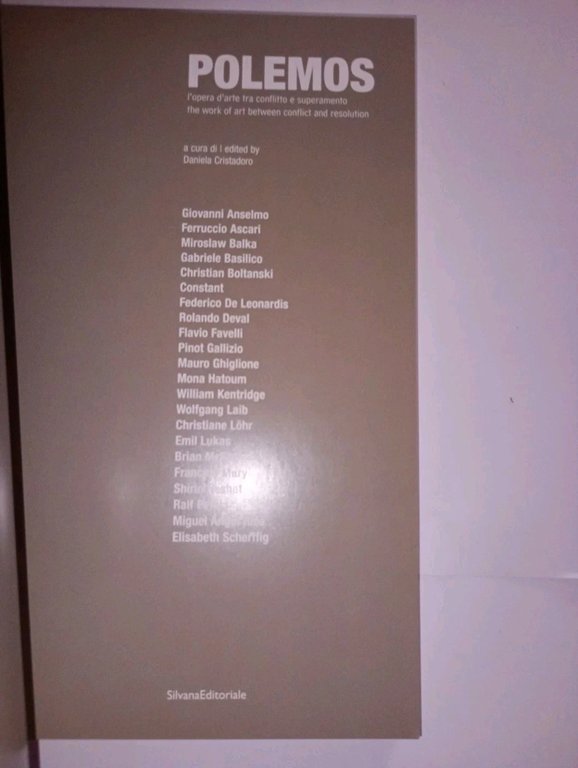 POLEMOS
l'opera d'arte tra conflitto e superamento
the work of art between conflict and resolution
a cura di | edited by
Daniela Cristadoro
Giovanni Anselmo
Ferruccio Ascari
Miroslaw Balka
Gabriele Basilico
Christian Boltanski
Constant
Federico De Leonardis
Rolando Deval
Flavio Favelli
Pinot Gallizio
Mauro Ghiglione
Mona Hatoum
William Kentridge
Wolfgang Laib
Christiane Löhr
Emil Lukas
Brian
Mary
Shirin Neshat
Ralf
Miguel
Elisabeth Scherffig
SilvanaEditoriale